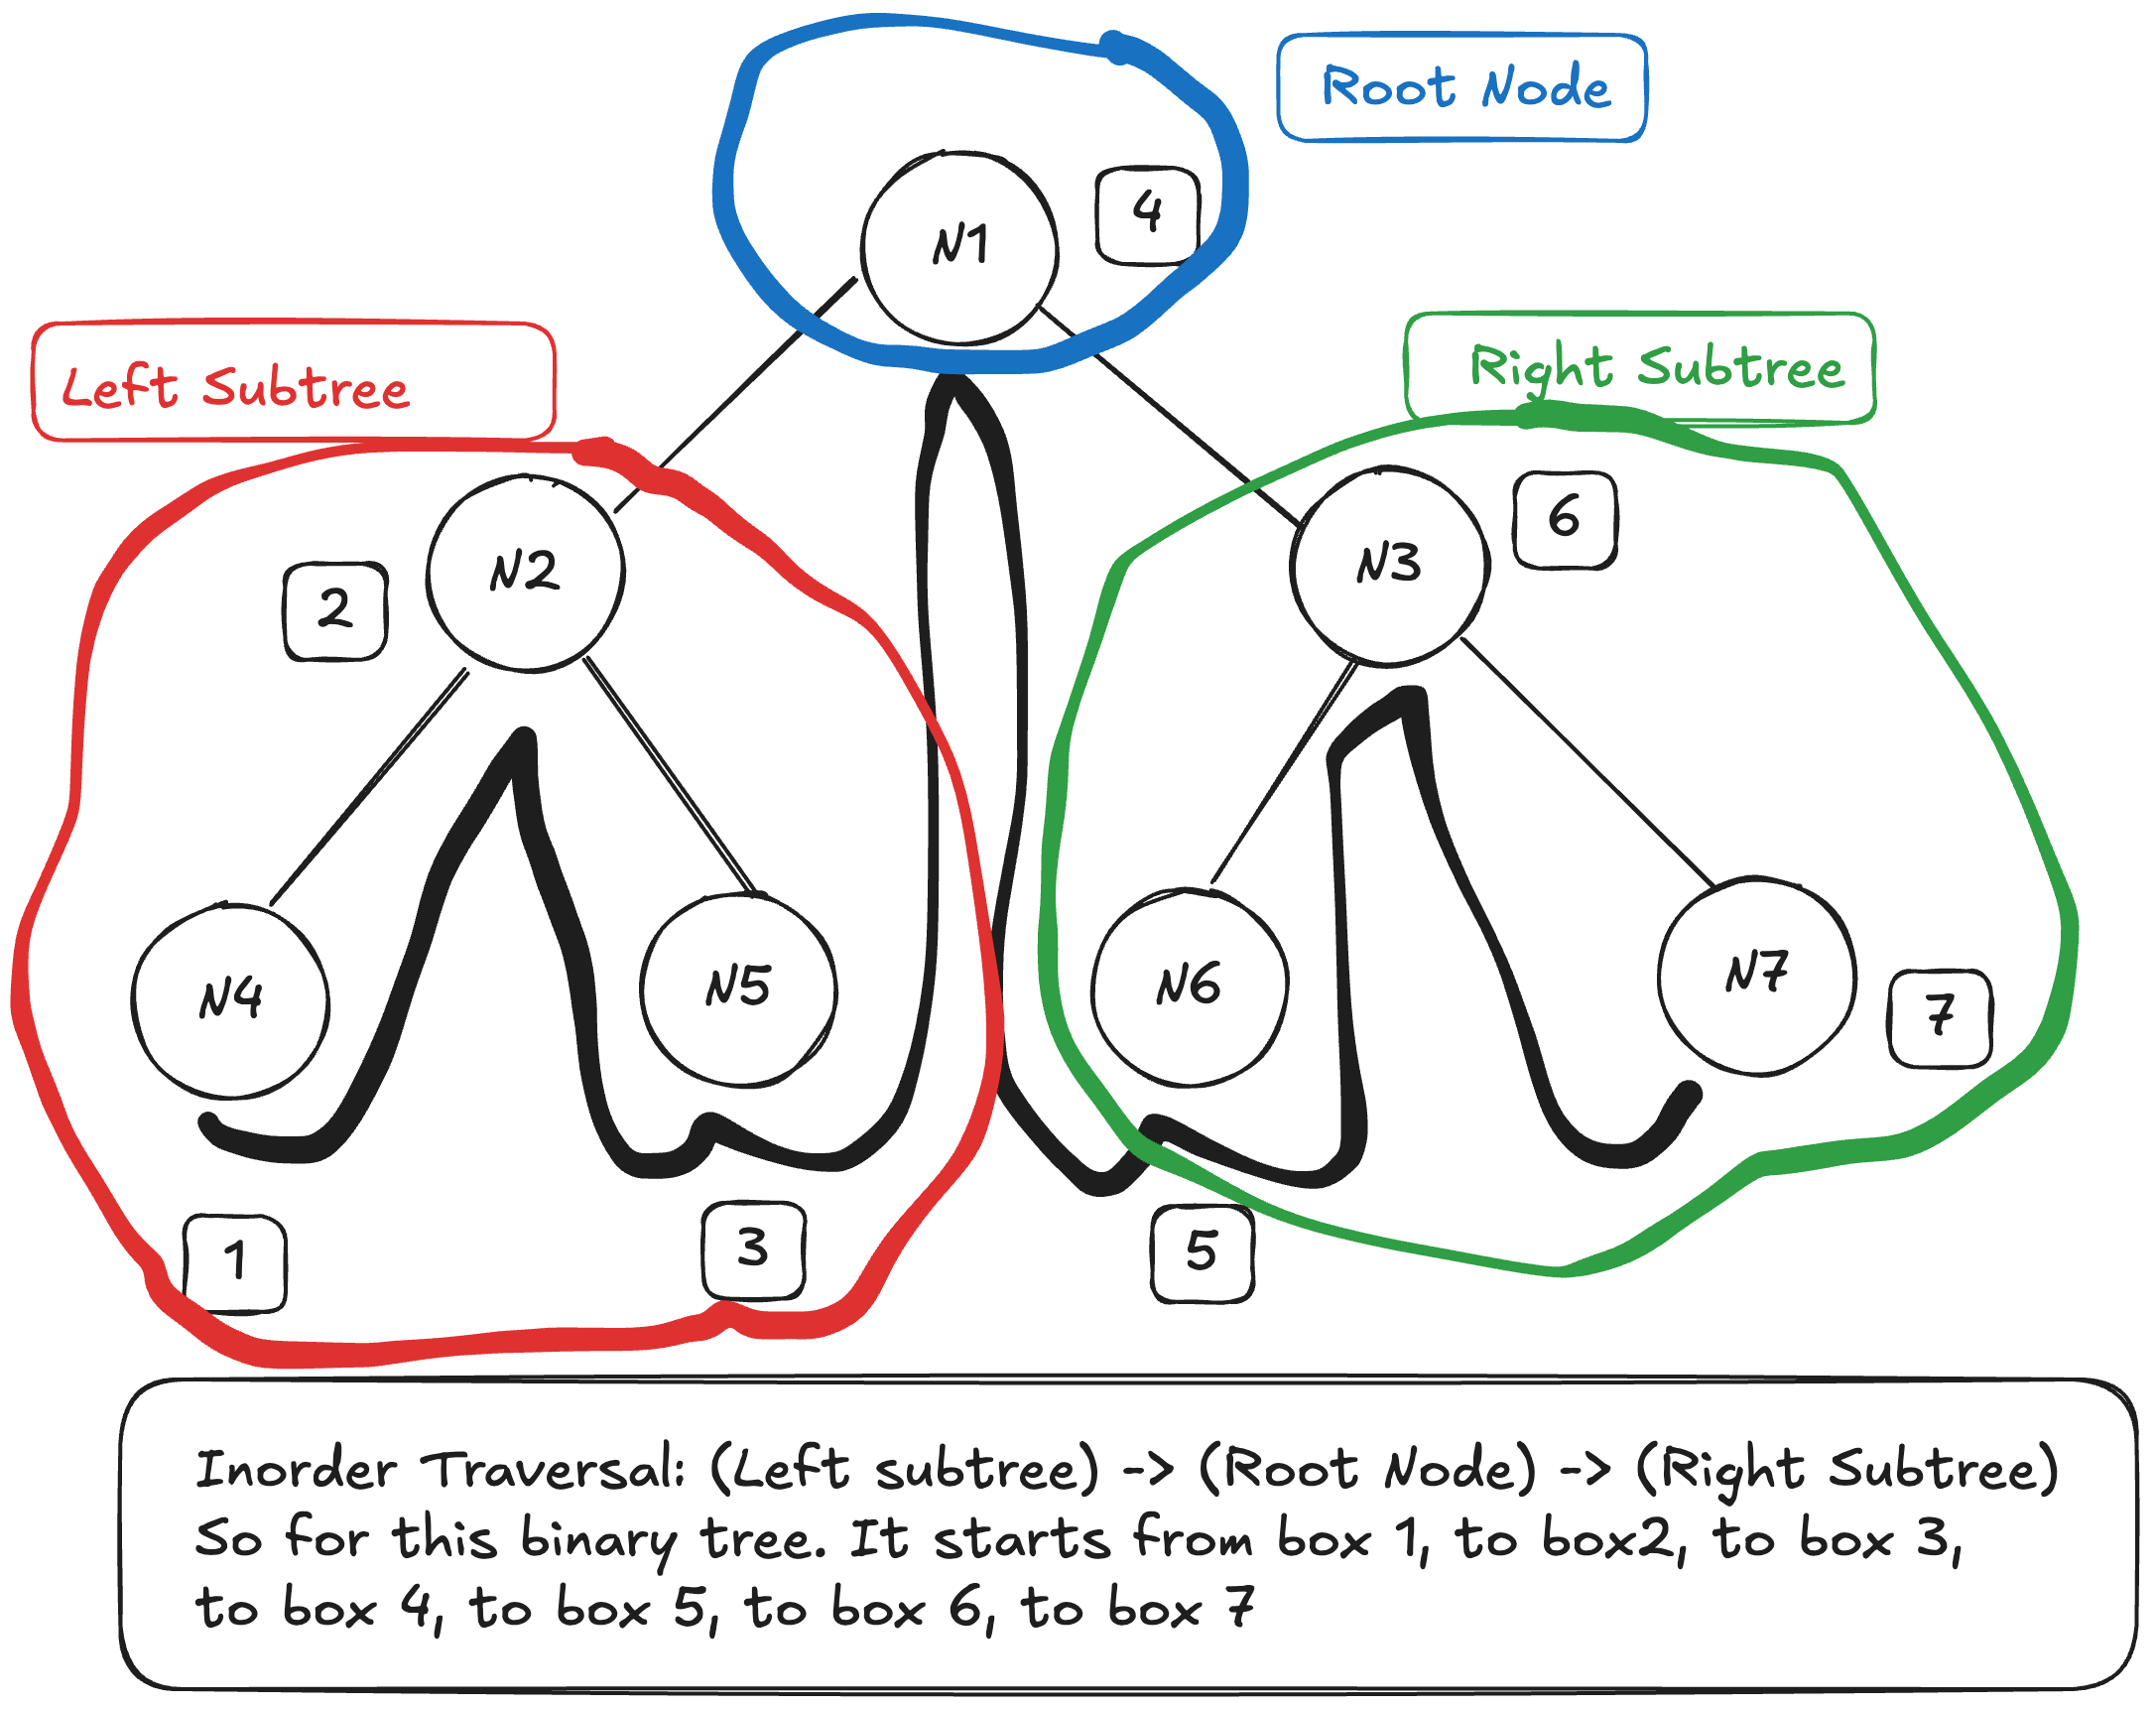 Root Node
N1
4
Left Subtree
Right Subtree
N2
2
N3
6
N4
N5
N6
N7
7
1
3
5
Inorder Traversal: (Left subtree) -> (Root Node) -> (Right Subtree)
So for this binary tree. It starts from box 1, to box2, to box 3,
to box 4, to box 5, to box 6, to box 7